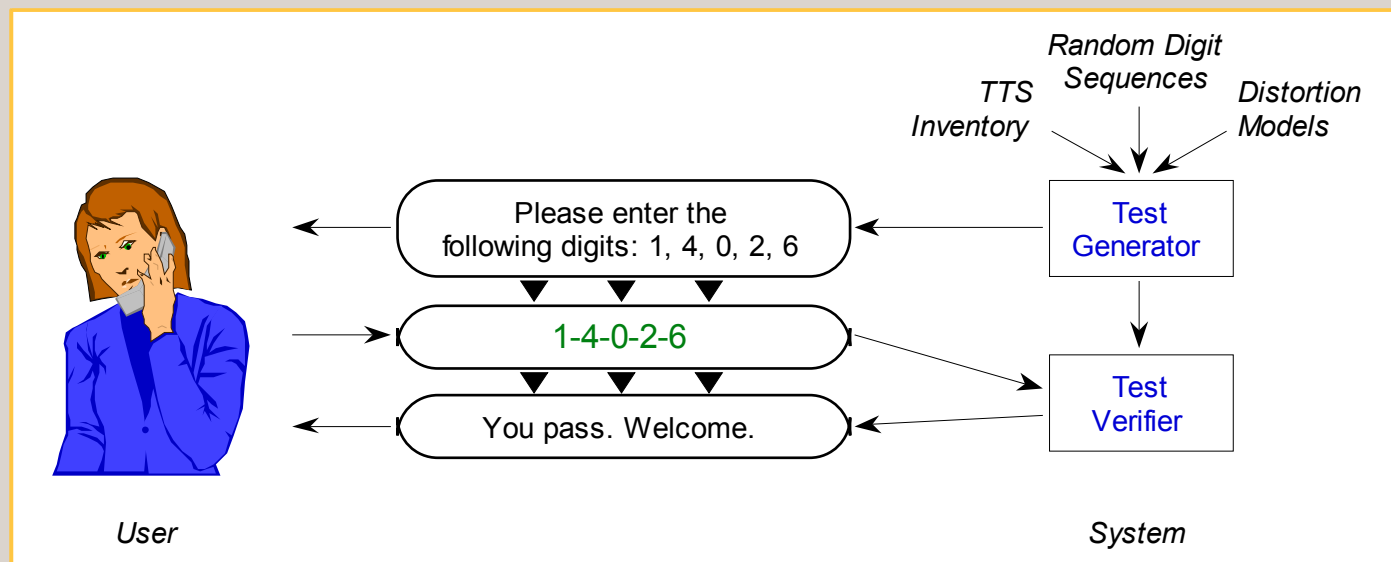 Random Digit
Sequences
TTS
Inventory
Distortion
Models
Please enter the
following digits: 1, 4, 0, 2, 6
Test
Generator
1-4-0-2-6
Test
Verifier
You pass. Welcome.
User
System